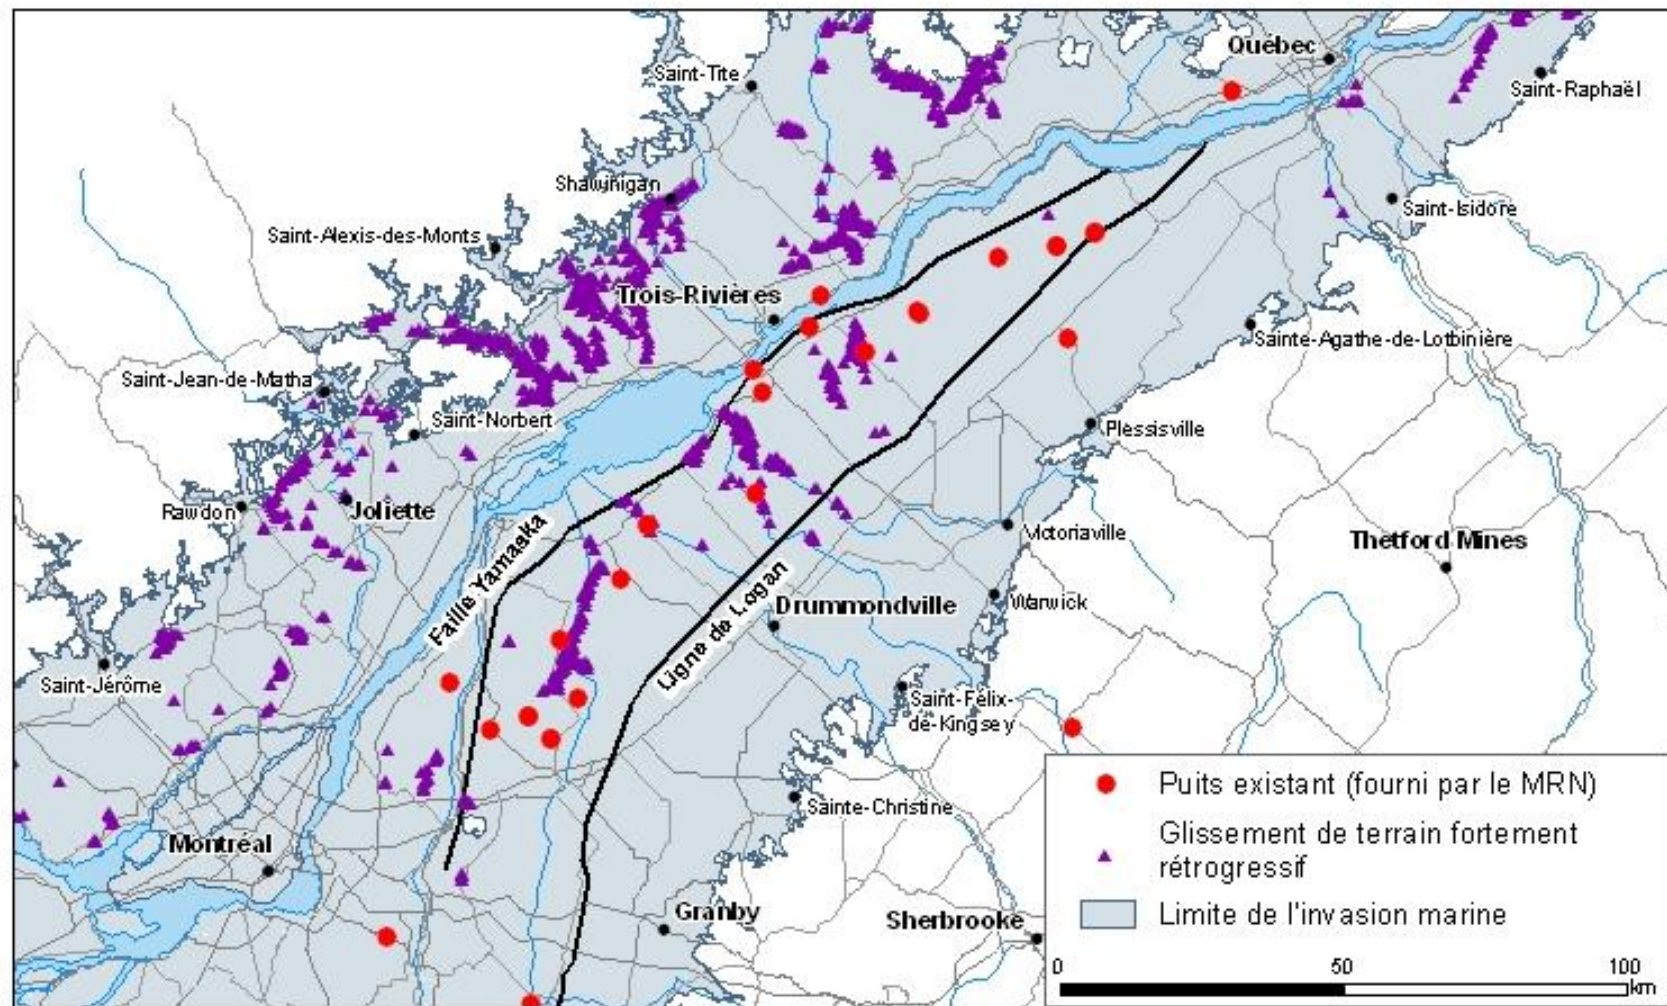 Québec
Saint-Tite
Saint-Raphaël
Shawinigan
Saint-Isidore
Saint-Alexis-des-Monts
Trois-Rivières
Sainte-Agathe-de-Lotbinière
Saint-Jean-de-Matha
Saint-Norbert
Plessisville
Rawdon
Joliette
Faille Yamaska
Victoriaville
Thetford Mines
Ligne de Logan
Drummondville
Warwick
Saint-Jérôme
Saint-Félix-
de-Kingsey
Sainte-Christine
Montréal
Granby
Sherbrooke
Puits existant (fourni par le MRN)
Glissement de terrain fortement
rétrogressif
Limite de l'invasion marine
0 50 100
km